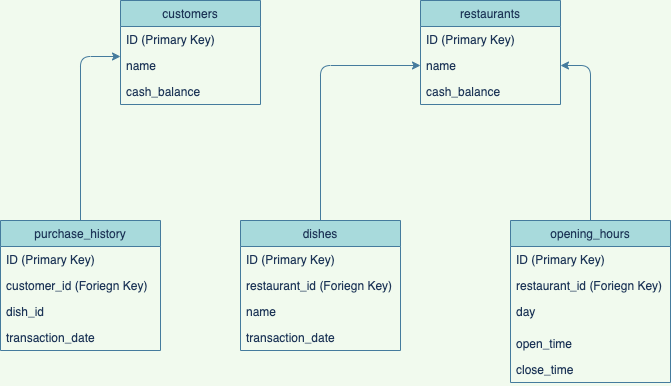 customers
ID (Primary Key)
name
cash_balance
restaurants
ID (Primary Key)
name
cash_balance
purchase_history
ID (Primary Key)
customer_id (Foriegn Key)
dish_id
transaction_date
dishes
ID (Primary Key)
restaurant_id (Foriegn Key)
name
transaction_date
opening_hours
ID (Primary Key)
restaurant_id (Foriegn Key)
day
open_time
close_time